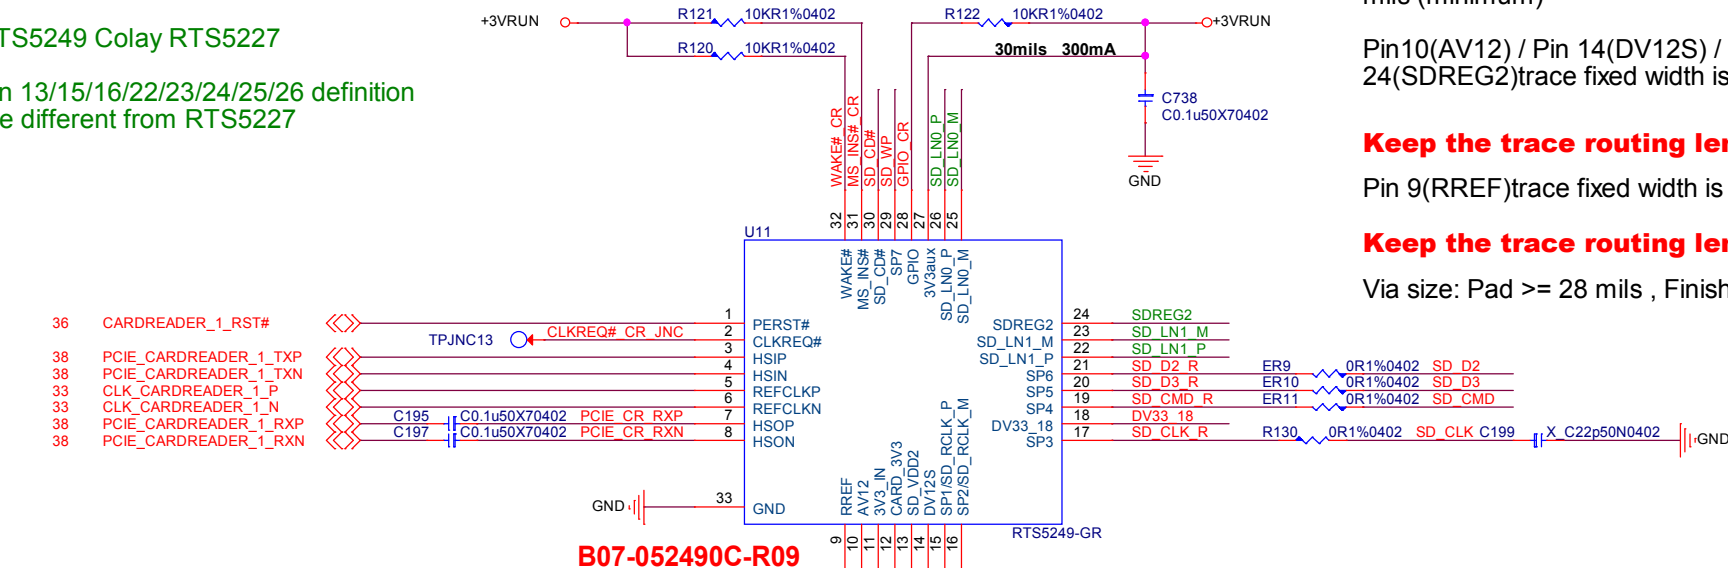 TS5249 Colay RTS5227
n 13/15/16/22/23/24/25/26 definition
e different from RTS5227
+3VRUN
R121 10KR1%0402
R120 10KR1%0402
R122 10KR1%0402
+3VRUN
30mils 300mA
C738
C0.1u50X70402
GND
mils (minimum)
Pin10(AV12) / Pin 14(DV12S) /
24(SDREG2)trace fixed width is
Keep the trace routing len
Pin 9(RREF)trace fixed width is
Keep the trace routing len
Via size: Pad >= 28 mils , Finish
WAKE#_CR
MS_INS#_CR
SD_CD#
SD_WP
GPIO_CR
SD_LN0_P
SD_LN0_M
32 31 30 29 28 27 26 25
U11
WAKE#
MS_INS#
SD_CD#
SP7
GPIO
3V3aux
SD_LN0_P
SD_LN0_M
36 CARDREADER_1_RST# 1 PERST#
TPJNC13 CLKREQ#_CR_JNC 2 CLKREQ#
38 PCIE_CARDREADER_1_TXP 3 HSIP
38 PCIE_CARDREADER_1_TXN 4 HSIN
33 CLK_CARDREADER_1_P 5 REFCLKP
33 CLK_CARDREADER_1_N 6 REFCLKN
38 PCIE_CARDREADER_1_RXP C195 C0.1u50X70402 PCIE_CR_RXP 7 HSOP
38 PCIE_CARDREADER_1_RXN C197 C0.1u50X70402 PCIE_CR_RXN 8 HSON
GND 33 GND
SDREG2 24 SDREG2
SD_LN1_M 23 SD_LN1_M
SD_LN1_P 22 SD_LN1_P
SP6 21 SD_D2_R ER9 0R1%0402 SD_D2
SP5 20 SD_D3_R ER10 0R1%0402 SD_D3
SP4 19 SD_CMD_R ER11 0R1%0402 SD_CMD
DV33_18 18 DV33_18
SP3 17 SD_CLK_R R130 0R1%0402 SD_CLK C199 X_C22p50N0402 GND
RREF
AV12
3V3_IN
CARD_3V3
SD_VDD2
DV12S
SP1/SD_RCLK_P
SP2/SD_RCLK_M
9 10 11 12 13 14 15 16
RTS5249-GR
B07-052490C-R09